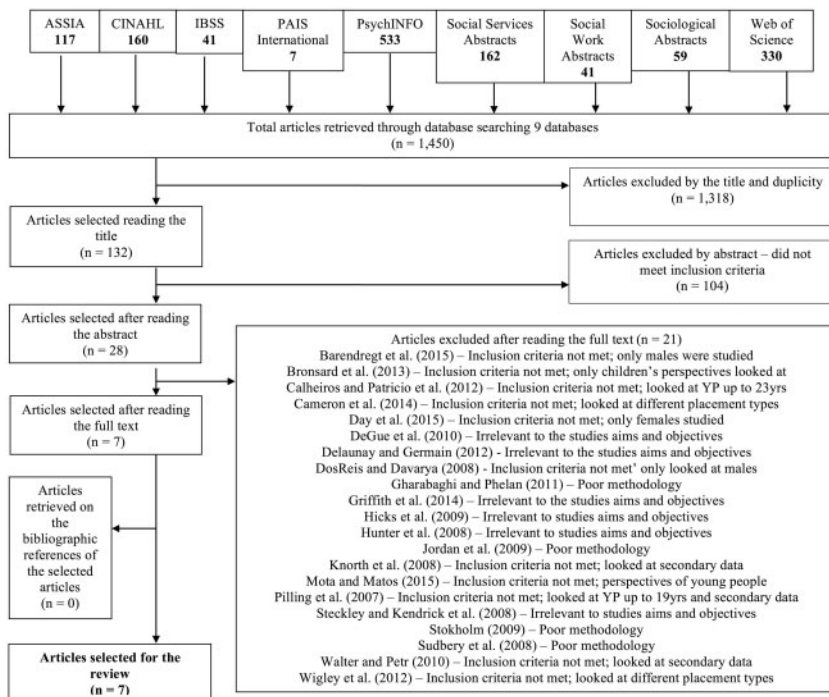 ASSIA
117
CINAHL
160
IBSS
41
PAIS
International
7
PsychINFO
533
Social Services
Abstracts
162
Social
Work
Abstracts
41
Sociological
Abstracts
59
Web of
Science
330
Total articles retrieved through database searching 9 databases
(n = 1,450)
Articles excluded by the title and duplicity
(n = 1,318)
Articles selected reading the
title
(n = 132)
Articles excluded by abstract – did not
meet inclusion criteria
(n = 104)
Articles selected after reading
the abstract
(n = 28)
Articles excluded after reading the full text (n = 21)
Barendregt et al. (2015) – Inclusion criteria not met; only males were studied
Bronsard et al. (2013) – Inclusion criteria not met; only children's perspectives looked at
Calheiros and Patricio et al. (2012) – Inclusion criteria not met; looked at YP up to 23yrs
Cameron et al. (2014) – Inclusion criteria not met; looked at different placement types
Day et al. (2015) – Inclusion criteria not met; only females studied
DeGue et al. (2010) – Irrelevant to the studies aims and objectives
Delaunay and Germain (2012) - Irrelevant to the studies aims and objectives
DosReis and Davarya (2008) - Inclusion criteria not met' only looked at males
Gharabaghi and Phelan (2011) – Poor methodology
Griffith et al. (2014) – Irrelevant to the studies aims and objectives
Hicks et al. (2009) – Irrelevant to studies aims and objectives
Hunter et al. (2008) – Irrelevant to studies aims and objectives
Jordan et al. (2009) – Poor methodology
Knorth et al. (2008) – Inclusion criteria not met; looked at secondary data
Mota and Matos (2015) – Inclusion criteria not met; perspectives of young people
Pilling et al. (2007) – Inclusion criteria not met; looked at YP up to 19yrs and secondary data
Steckley and Kendrick et al. (2008) – Irrelevant to studies aims and objectives
Stokholm (2009) – Poor methodology
Sudbery et al. (2008) – Poor methodology
Walter and Petr (2010) – Inclusion criteria not met; looked at secondary data
Wigley et al. (2012) – Inclusion criteria not met; looked at different placement types
Articles selected after reading
the full text
(n = 7)
Articles
retrieved on
the
bibliographic
references of
the selected
articles
(n = 0)
Articles selected for the
review
(n = 7)